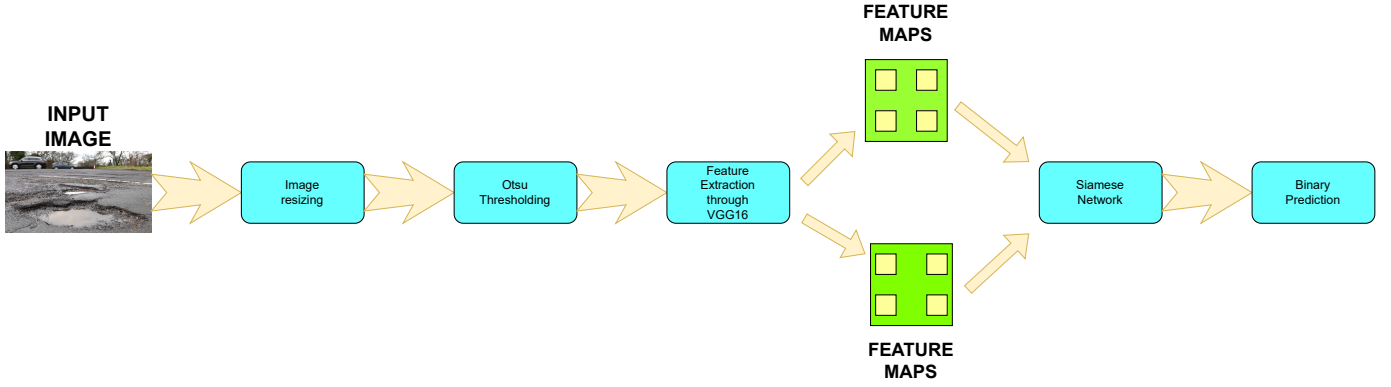 INPUT
IMAGE
Image
resizing
Otsu
Thresholding
Feature
Extraction
through
VGG16
FEATURE
MAPS
FEATURE
MAPS
Siamese
Network
Binary
Prediction